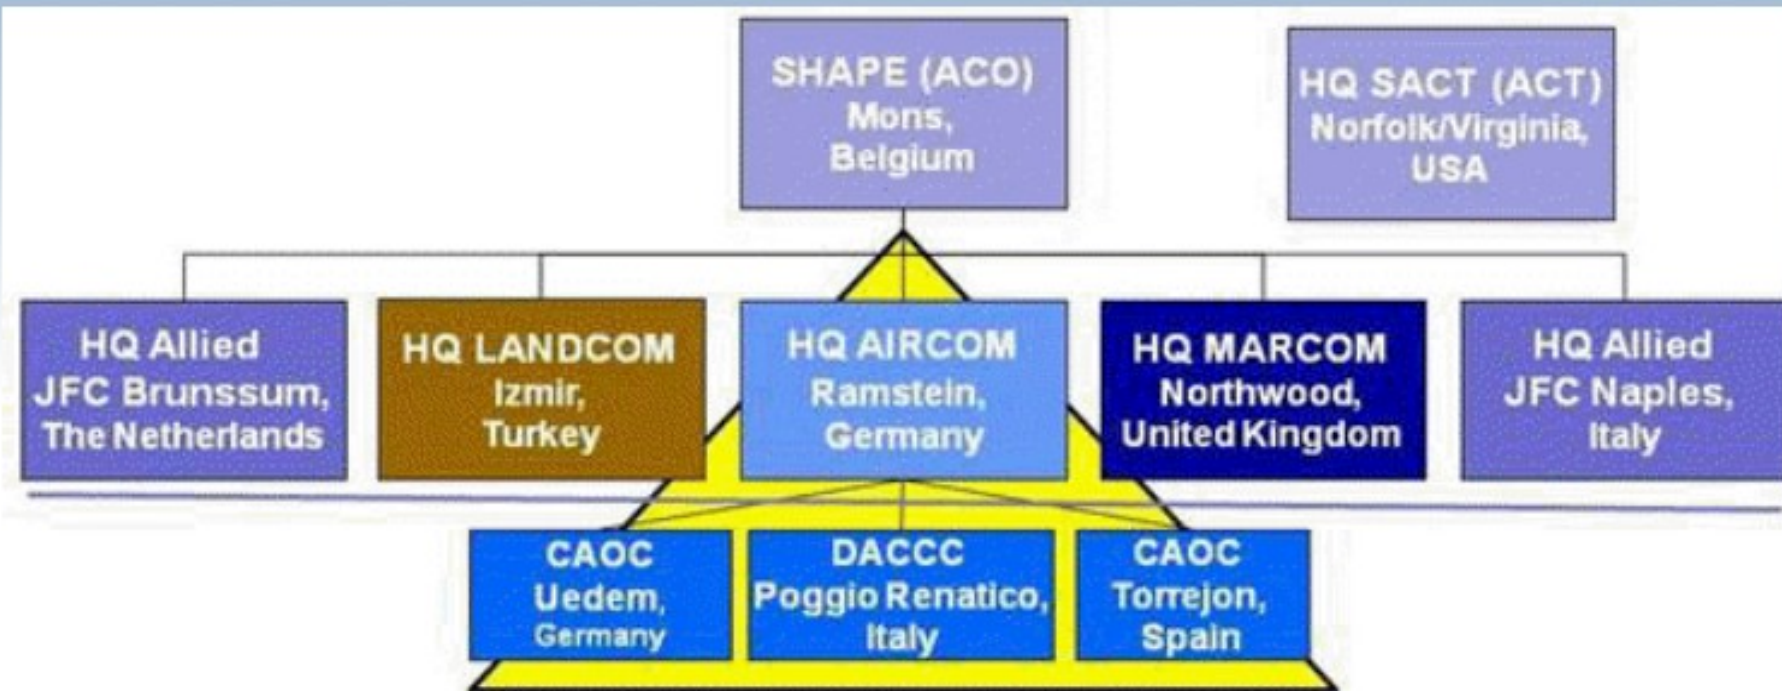 SHAPE (ACO)
Mons,
Belgium
HQ SACT (ACT)
Norfolk/Virginia,
USA
HQ Allied
JFC Brunssum,
The Netherlands
HQ LANDCOM
Izmir,
Turkey
HQ AIRCOM
Ramstein,
Germany
HQ MARCOM
Northwood,
United Kingdom
HQ Allied
JFC Naples,
Italy
CAOC
Uedem,
Germany
DACCC
Poggio Renatico,
Italy
CAOC
Torrejon,
Spain